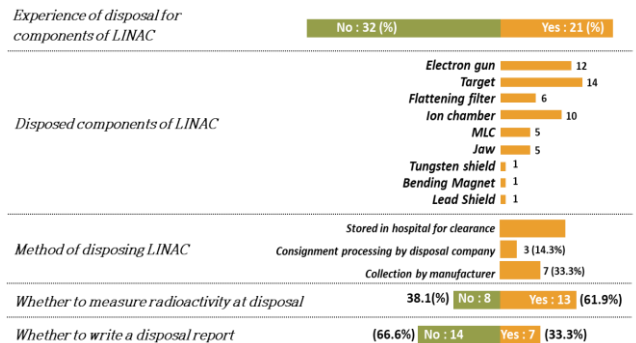 Experience of disposal for
components of LINAC
No : 32 (%) Yes : 21 (%)
Disposed components of LINAC
Electron gun 12
Target 14
Flattening filter 6
Ion chamber 10
MLC 5
Jaw 5
Tungsten shield 1
Bending Magnet 1
Lead Shield 1
Method of disposing LINAC
Stored in hospital for clearance
Consignment processing by disposal company 3 (14.3%)
Collection by manufacturer 7 (33.3%)
Whether to measure radioactivity at disposal 38.1(%) No : 8 Yes : 13 (61.9%)
Whether to write a disposal report (66.6%) No : 14 Yes : 7 (33.3%)